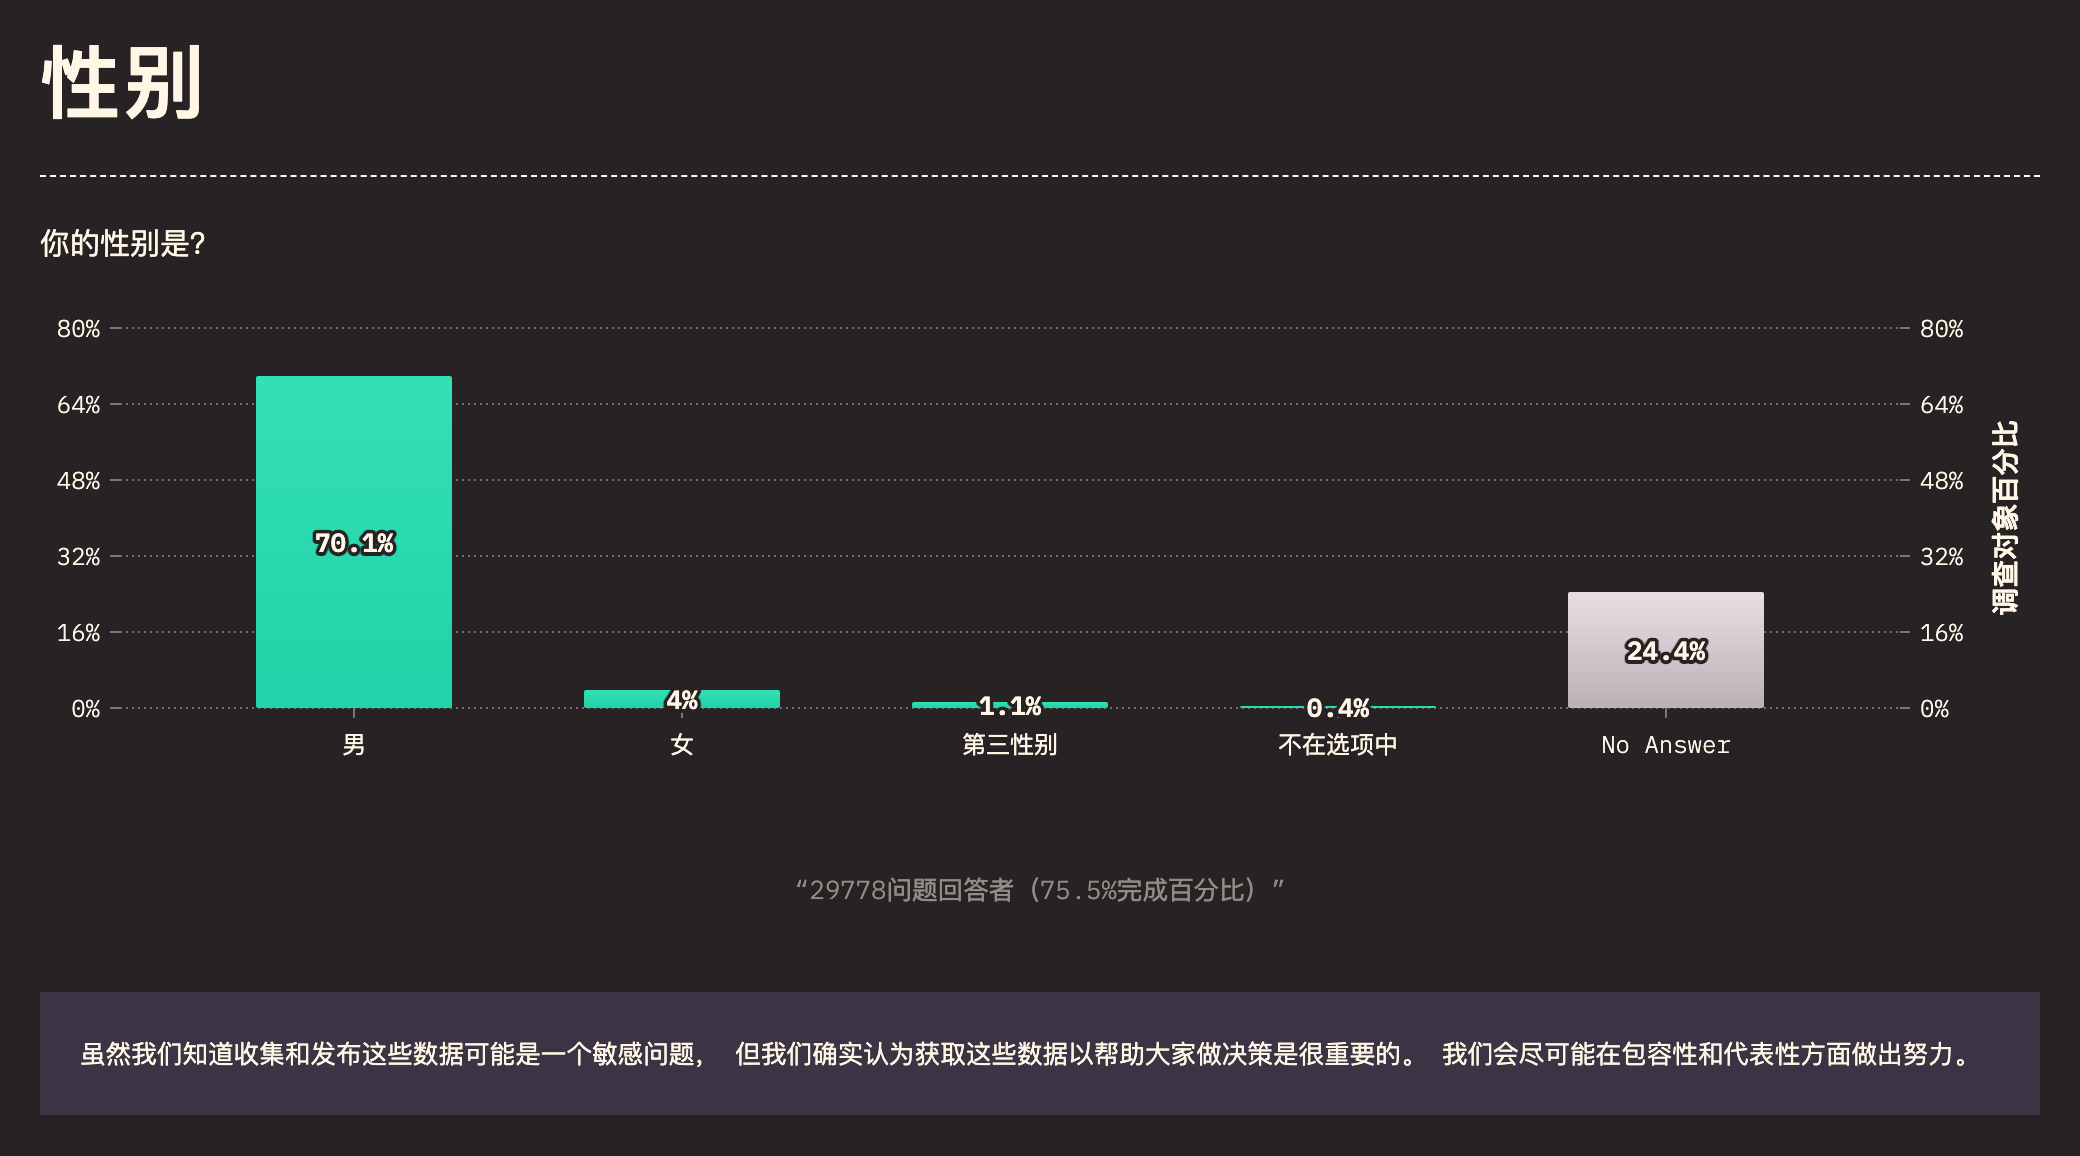 性别
你的性别是?
80% 80%
64% 64%
48% 48%
32% 32%
16% 16%
0% 0%
调查对象百分比
70.1%
4%
1.1%
0.4%
24.4%
男 女 第三性别 不在选项中 No Answer
“29778问题回答者（75.5%完成百分比）”
虽然我们知道收集和发布这些数据可能是一个敏感问题， 但我们确实认为获取这些数据以帮助大家做决策是很重要的。 我们会尽可能在包容性和代表性方面做出努力。